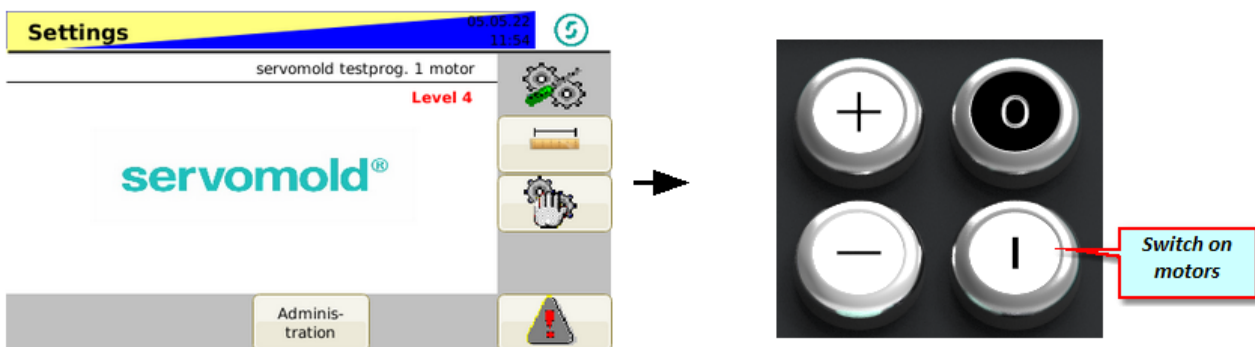 Settings
05.05.22
11:54
servomold testprog. 1 motor
Level 4
servomold®
Adminis-
tration
+
O
−
I
Switch on
motors